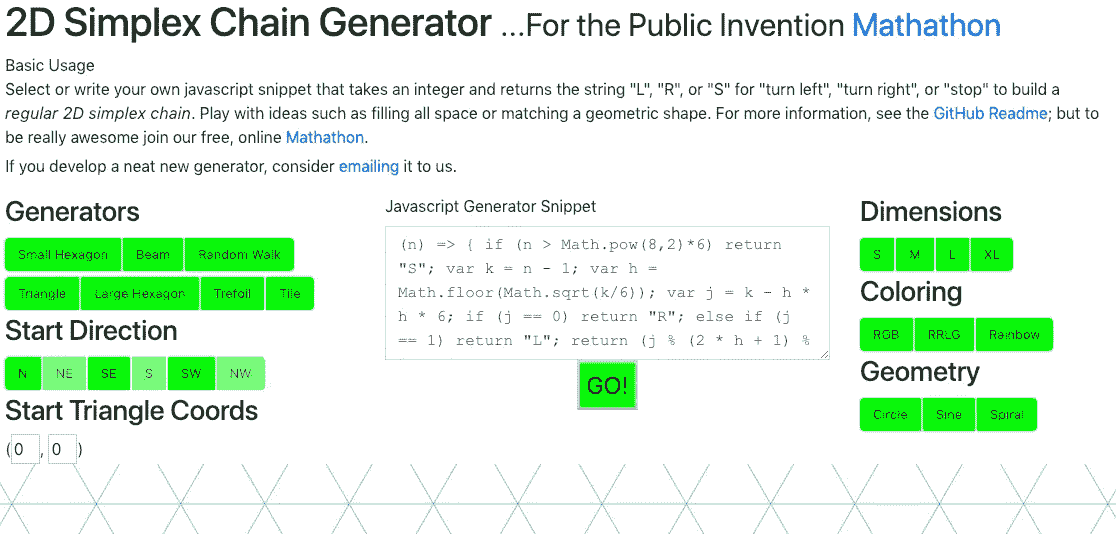 2D Simplex Chain Generator ...For the Public Invention Mathathon
Basic Usage
Select or write your own javascript snippet that takes an integer and returns the string "L", "R", or "S" for "turn left", "turn right", or "stop" to build a
regular 2D simplex chain. Play with ideas such as filling all space or matching a geometric shape. For more information, see the GitHub Readme; but to
be really awesome join our free, online Mathathon.
If you develop a neat new generator, consider emailing it to us.
Generators
Small Hexagon Beam Random Walk
Triangle Large Hexagon Trefoil Tile
Start Direction
N NE SE S SW NW
Start Triangle Coords
(0 , 0 )
Javascript Generator Snippet
(n) => { if (n > Math.pow(8,2)*6) return
"S"; var k = n - 1; var h =
Math.floor(Math.sqrt(k/6)); var j = k - h *
h * 6; if (j == 0) return "R"; else if (j
== 1) return "L"; return (j % (2 * h + 1) %
GO!
Dimensions
S M L XL
Coloring
RGB RRLG Rainbow
Geometry
Circle Sine Spiral